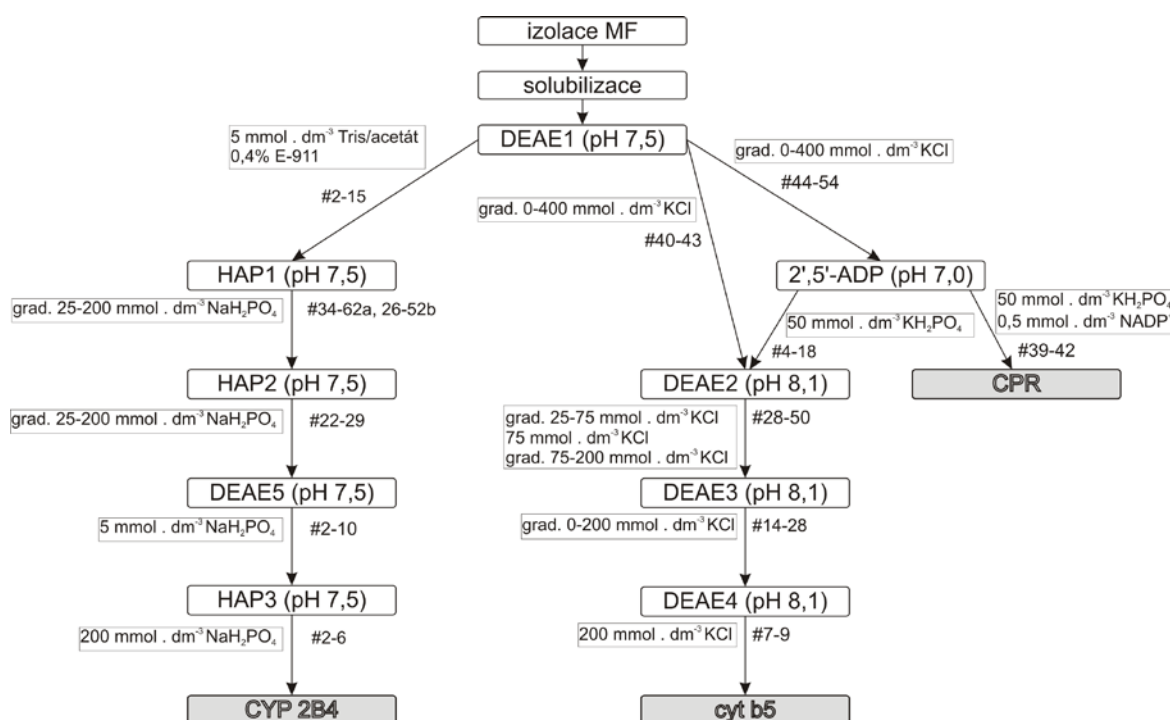 izolace MF
solubilizace
DEAE1 (pH 7,5)
5 mmol . dm⁻³ Tris/acetát
0,4% E-911
#2-15
grad. 0-400 mmol . dm⁻³ KCl
#44-54
grad. 0-400 mmol . dm⁻³ KCl
#40-43
HAP1 (pH 7,5)
2',5'-ADP (pH 7,0)
grad. 25-200 mmol . dm⁻³ NaH₂PO₄
#34-62a, 26-52b
50 mmol . dm⁻³ KH₂PO₄
#4-18
50 mmol . dm⁻³ KH₂PO₄
0,5 mmol . dm⁻³ NADP⁺
#39-42
HAP2 (pH 7,5)
DEAE2 (pH 8,1)
CPR
grad. 25-200 mmol . dm⁻³ NaH₂PO₄
#22-29
grad. 25-75 mmol . dm⁻³ KCl
75 mmol . dm⁻³ KCl
grad. 75-200 mmol . dm⁻³ KCl
#28-50
DEAE5 (pH 7,5)
DEAE3 (pH 8,1)
5 mmol . dm⁻³ NaH₂PO₄
#2-10
grad. 0-200 mmol . dm⁻³ KCl
#14-28
HAP3 (pH 7,5)
DEAE4 (pH 8,1)
200 mmol . dm⁻³ NaH₂PO₄
#2-6
200 mmol . dm⁻³ KCl
#7-9
CYP 2B4
cyt b5